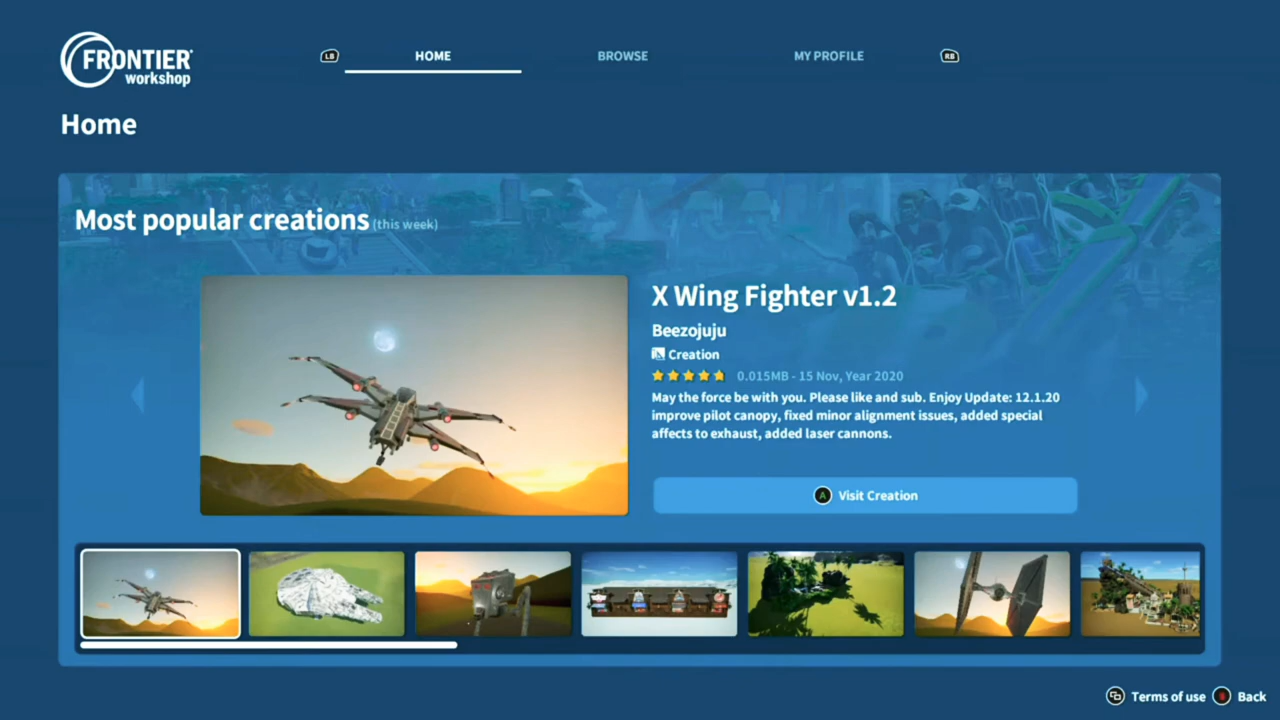 FRONTIER
workshop
LB
HOME
BROWSE
MY PROFILE
RB
Home
Most popular creations (this week)
X Wing Fighter v1.2
Beezojuju
Creation
0.015MB - 15 Nov, Year 2020
May the force be with you. Please like and sub. Enjoy Update: 12.1.20
improve pilot canopy, fixed minor alignment issues, added special
affects to exhaust, added laser cannons.
A Visit Creation
Terms of use
B Back